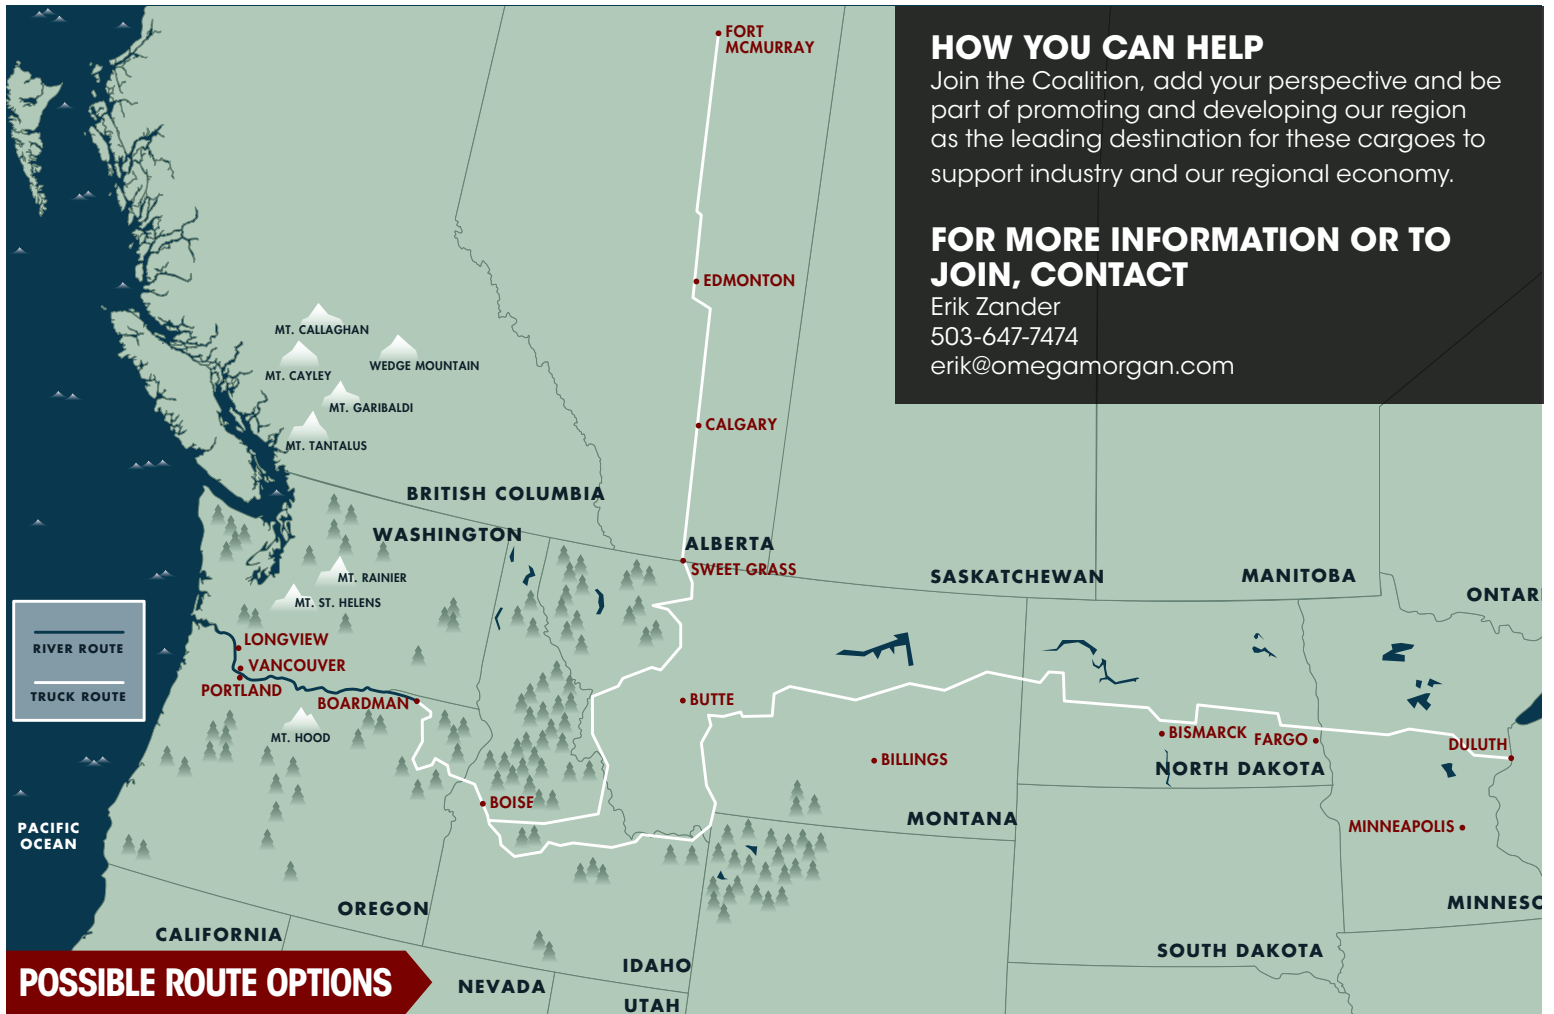 FORT
MCMURRAY
HOW YOU CAN HELP
Join the Coalition, add your perspective and be
part of promoting and developing our region
as the leading destination for these cargoes to
support industry and our regional economy.
FOR MORE INFORMATION OR TO
JOIN, CONTACT
Erik Zander
503-647-7474
erik@omegamorgan.com
EDMONTON
MT. CALLAGHAN
WEDGE MOUNTAIN
MT. CAYLEY
MT. GARIBALDI
CALGARY
MT. TANTALUS
BRITISH COLUMBIA
WASHINGTON
ALBERTA
SWEET GRASS
SASKATCHEWAN
MANITOBA
ONTARI
MT. RAINIER
MT. ST. HELENS
RIVER ROUTE
TRUCK ROUTE
LONGVIEW
VANCOUVER
PORTLAND
BOARDMAN
BUTTE
MT. HOOD
BILLINGS
BISMARCK
FARGO
DULUTH
NORTH DAKOTA
BOISE
MONTANA
MINNEAPOLIS
PACIFIC
OCEAN
OREGON
MINNESO
CALIFORNIA
SOUTH DAKOTA
IDAHO
NEVADA
UTAH
POSSIBLE ROUTE OPTIONS